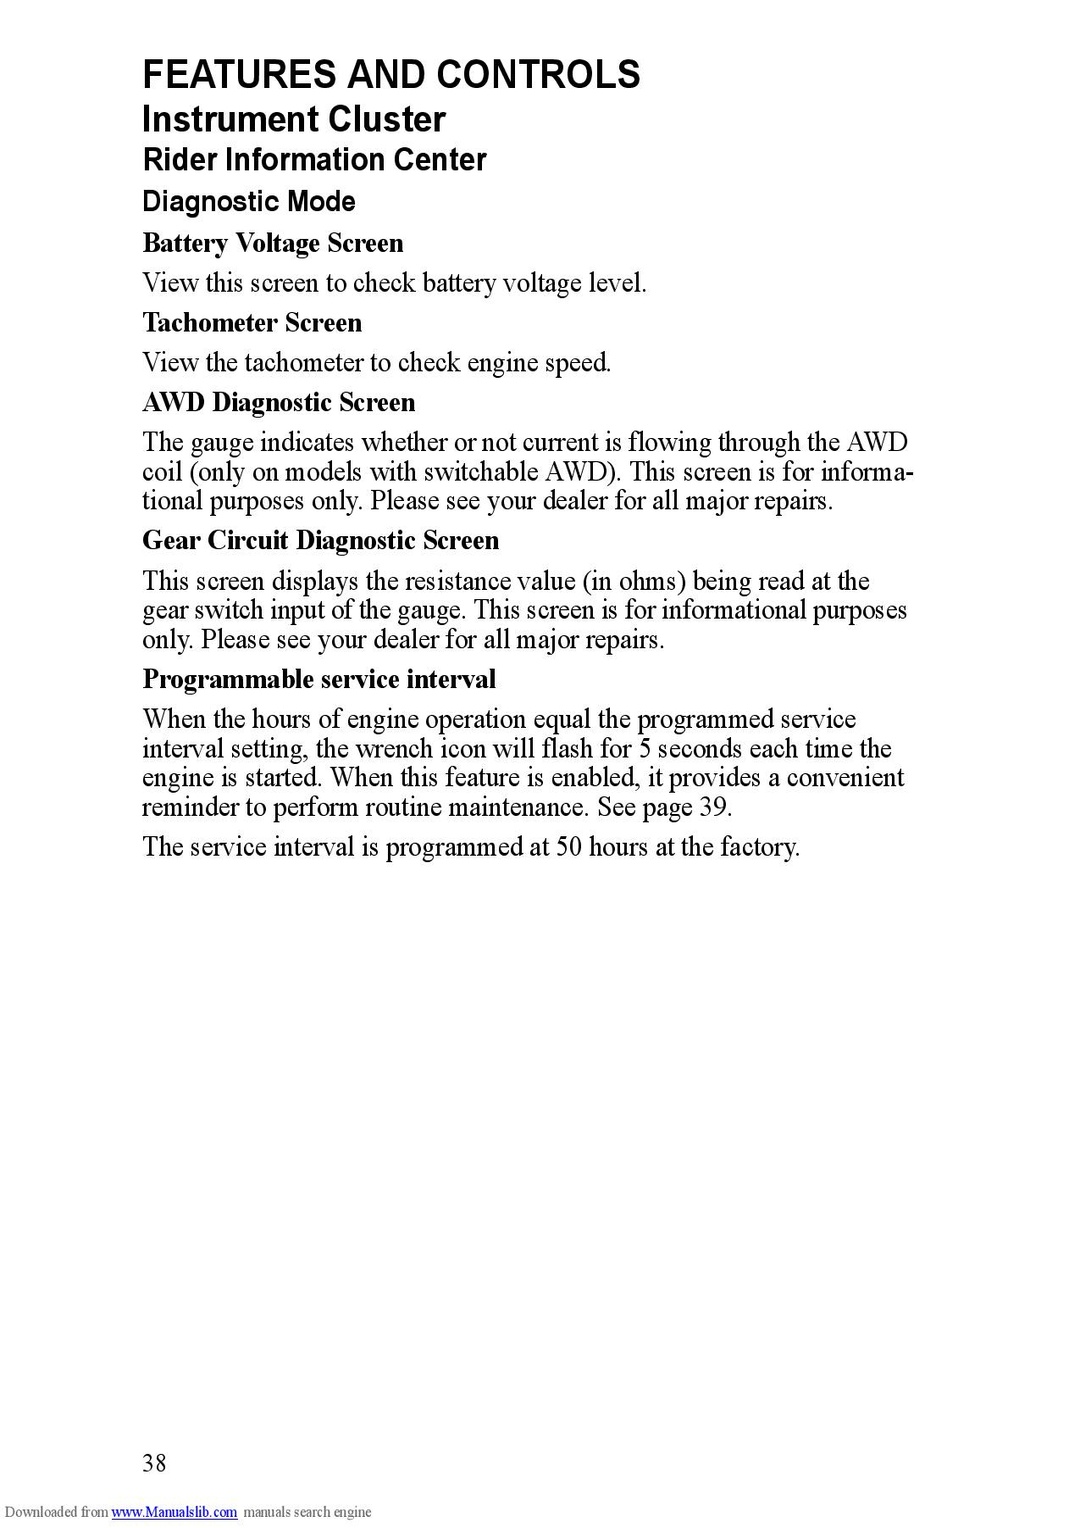 FEATURES AND CONTROLS
Instrument Cluster
Rider Information Center
Diagnostic Mode
Battery Voltage Screen
View this screen to check battery voltage level.
Tachometer Screen
View the tachometer to check engine speed.
AWD Diagnostic Screen
The gauge indicates whether or not current is flowing through the AWD
coil (only on models with switchable AWD). This screen is for informa-
tional purposes only. Please see your dealer for all major repairs.
Gear Circuit Diagnostic Screen
This screen displays the resistance value (in ohms) being read at the
gear switch input of the gauge. This screen is for informational purposes
only. Please see your dealer for all major repairs.
Programmable service interval
When the hours of engine operation equal the programmed service
interval setting, the wrench icon will flash for 5 seconds each time the
engine is started. When this feature is enabled, it provides a convenient
reminder to perform routine maintenance. See page 39.
The service interval is programmed at 50 hours at the factory.
38
Downloaded from www.Manualslib.com manuals search engine